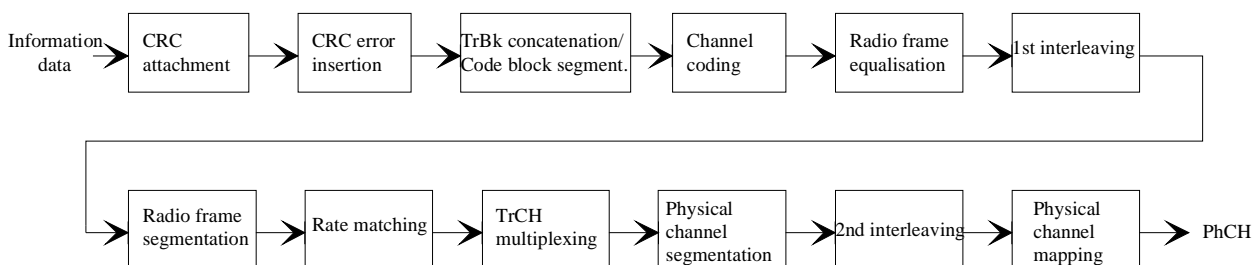 Information
data
CRC
attachment
CRC error
insertion
TrBk concatenation/
Code block segment.
Channel
coding
Radio frame
equalisation
1st interleaving
Radio frame
segmentation
Rate matching
TrCH
multiplexing
Physical
channel
segmentation
2nd interleaving
Physical
channel
mapping
PhCH